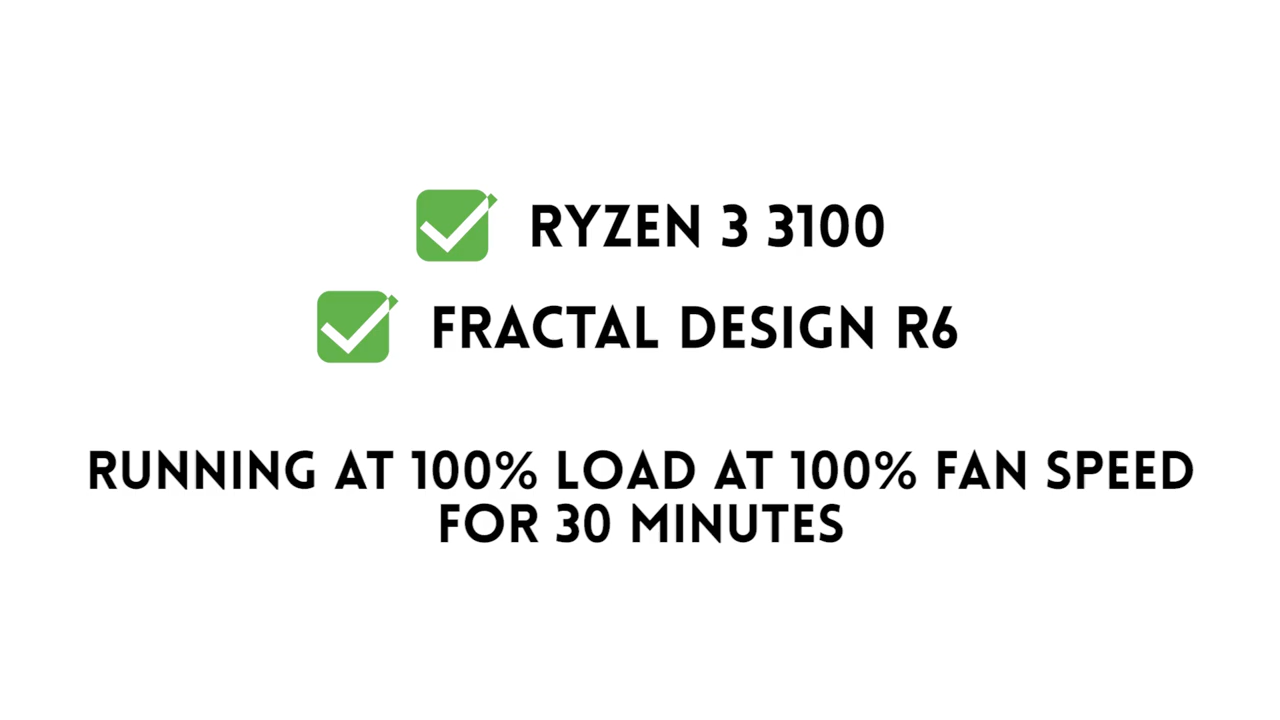 RYZEN 3 3100
FRACTAL DESIGN R6
RUNNING AT 100% LOAD AT 100% FAN SPEED
FOR 30 MINUTES